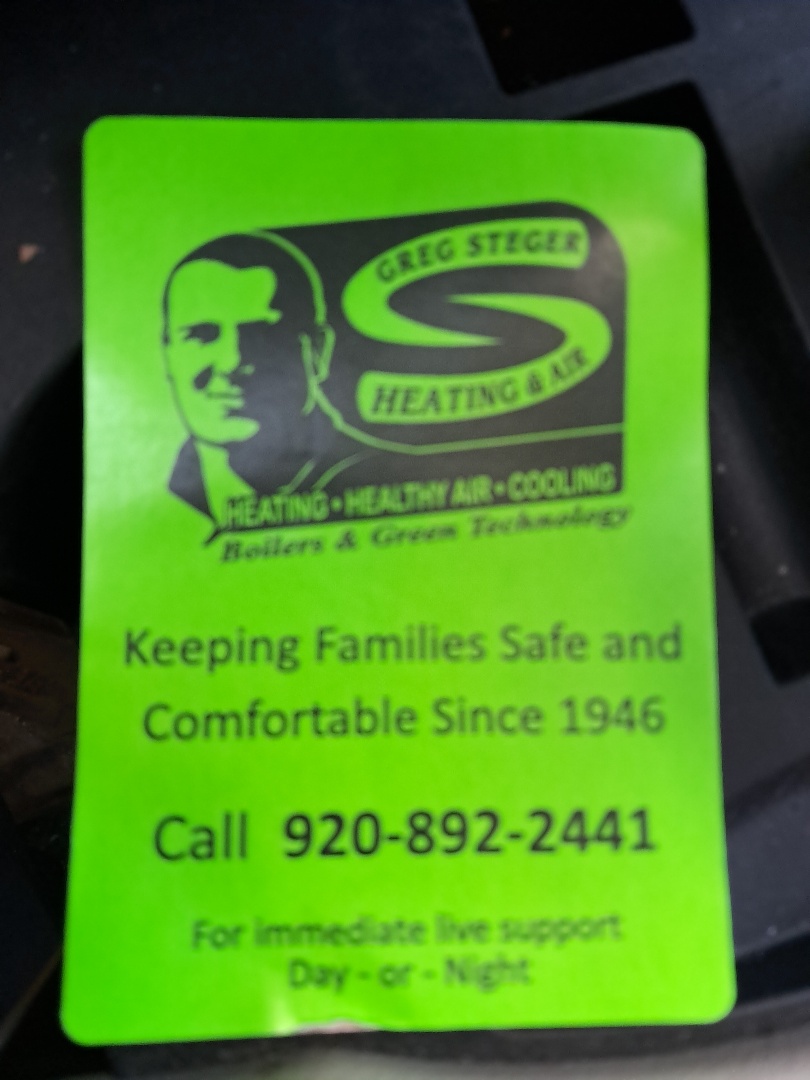 GREG STEGER
HEATING & AIR
HEATING • HEALTHY AIR • COOLING
Boilers & Green Technology
Keeping Families Safe and
Comfortable Since 1946
Call 920-892-2441
For immediate live support
Day - or - Night